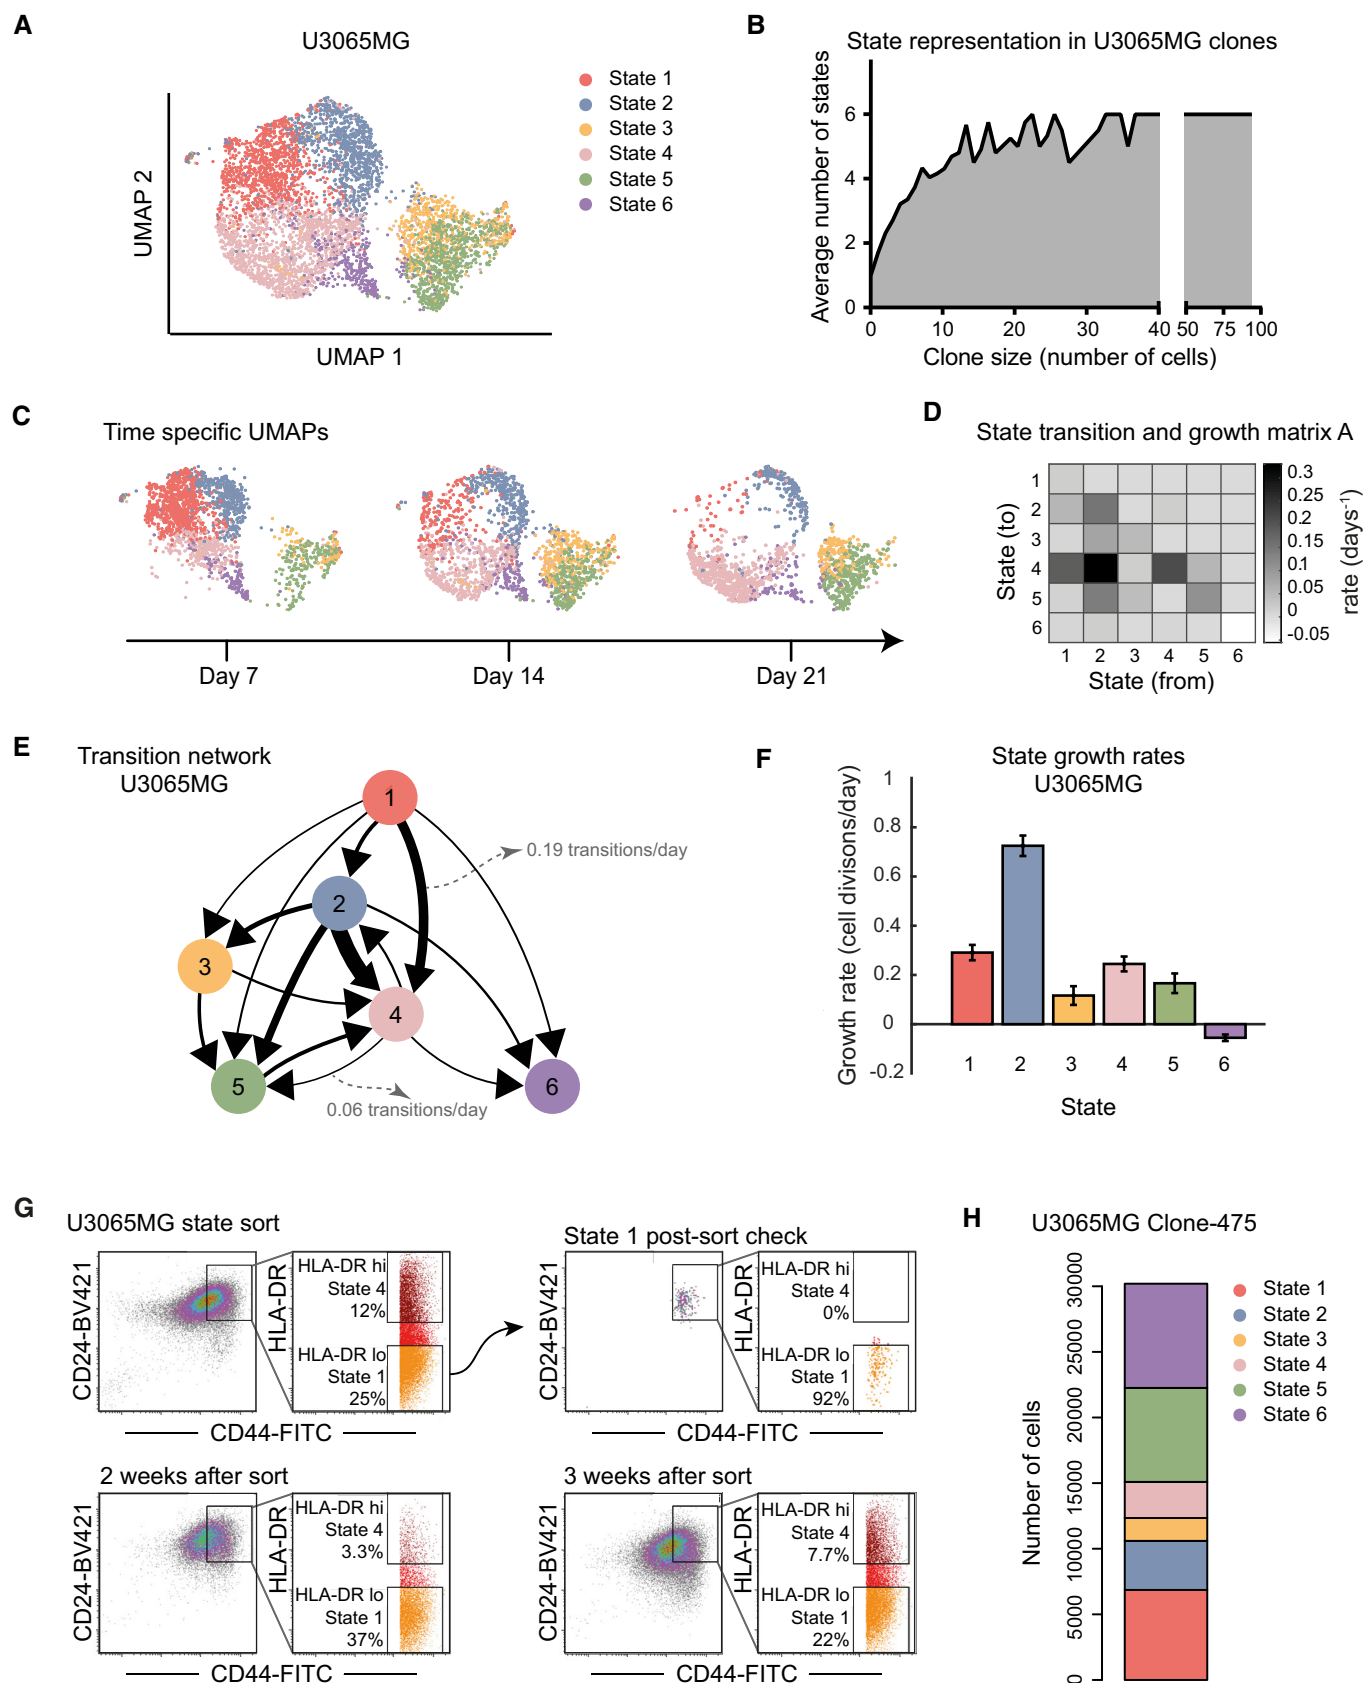 A
U3065MG
UMAP 2
UMAP 1
State 1
State 2
State 3
State 4
State 5
State 6
B
State representation in U3065MG clones
Average number of states
6
4
2
0
0 10 20 30 40 50 75 100
Clone size (number of cells)
C
Time specific UMAPs
Day 7
Day 14
Day 21
D
State transition and growth matrix A
State (to)
1
2
3
4
5
6
1 2 3 4 5 6
State (from)
0.3
0.25
0.2
0.15
0.1
0.05
0
-0.05
rate (days⁻¹)
E
Transition network
U3065MG
1
2
3
4
5
6
0.19 transitions/day
0.06 transitions/day
F
State growth rates
U3065MG
Growth rate (cell divisons/day)
1
0.8
0.6
0.4
0.2
0
-0.2
1 2 3 4 5 6
State
G
U3065MG state sort
CD24-BV421
HLA-DR
HLA-DR hi
State 4
12%
HLA-DR lo
State 1
25%
CD44-FITC
State 1 post-sort check
CD24-BV421
HLA-DR
HLA-DR hi
State 4
0%
HLA-DR lo
State 1
92%
CD44-FITC
2 weeks after sort
CD24-BV421
HLA-DR
HLA-DR hi
State 4
3.3%
HLA-DR lo
State 1
37%
CD44-FITC
3 weeks after sort
CD24-BV421
HLA-DR
HLA-DR hi
State 4
7.7%
HLA-DR lo
State 1
22%
CD44-FITC
H
U3065MG Clone-475
Number of cells
30000
25000
20000
15000
10000
5000
0
State 1
State 2
State 3
State 4
State 5
State 6